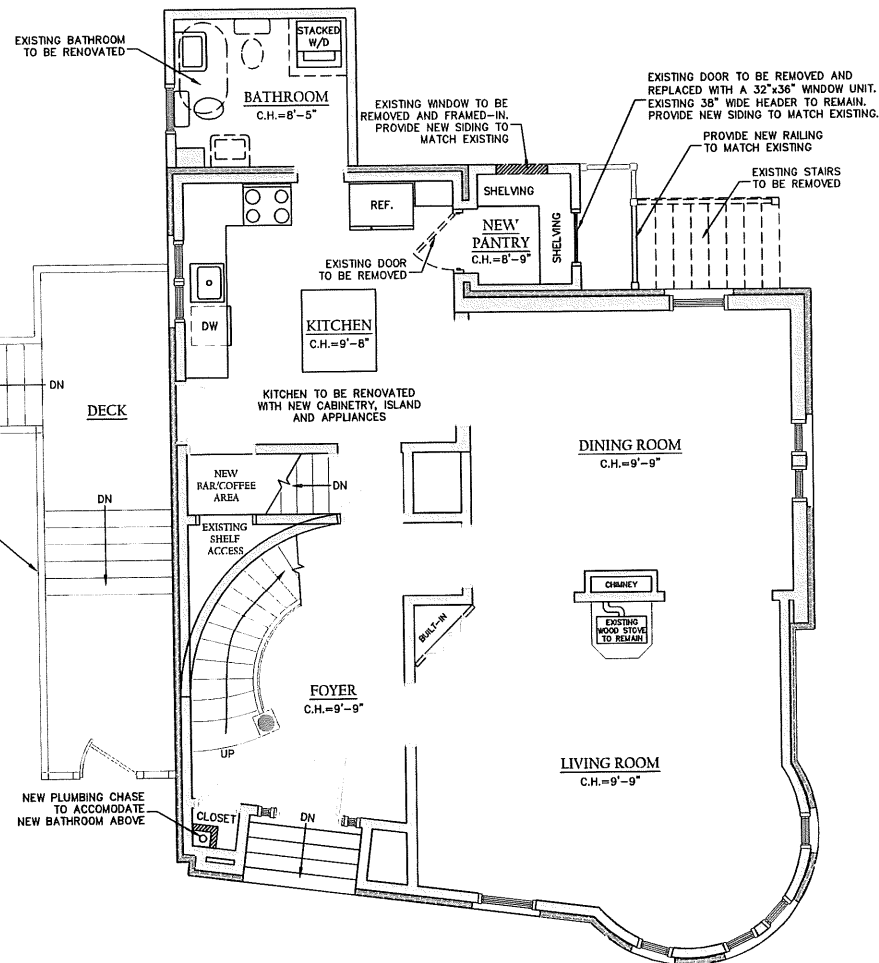 EXISTING BATHROOM
TO BE RENOVATED
STACKED
W/D
BATHROOM
C.H.=8'-5"
EXISTING WINDOW TO BE
REMOVED AND FRAMED-IN.
PROVIDE NEW SIDING TO
MATCH EXISTING
EXISTING DOOR TO BE REMOVED AND
REPLACED WITH A 32"x36" WINDOW UNIT.
EXISTING 38" WIDE HEADER TO REMAIN.
PROVIDE NEW SIDING TO MATCH EXISTING.
PROVIDE NEW RAILING
TO MATCH EXISTING
EXISTING STAIRS
TO BE REMOVED
REF.
SHELVING
NEW
PANTRY
C.H.=8'-9"
SHELVING
EXISTING DOOR
TO BE REMOVED
DW
KITCHEN
C.H.=9'-8"
KITCHEN TO BE RENOVATED
WITH NEW CABINETRY, ISLAND
AND APPLIANCES
DN
DECK
DN
NEW
BAR/COFFEE
AREA
DN
EXISTING
SHELF
ACCESS
DINING ROOM
C.H.=9'-9"
CHIMNEY
EXISTING
WOOD STOVE
TO REMAIN
BUILT-IN
FOYER
C.H.=9'-9"
UP
LIVING ROOM
C.H.=9'-9"
NEW PLUMBING CHASE
TO ACCOMODATE
NEW BATHROOM ABOVE
CLOSET
DN